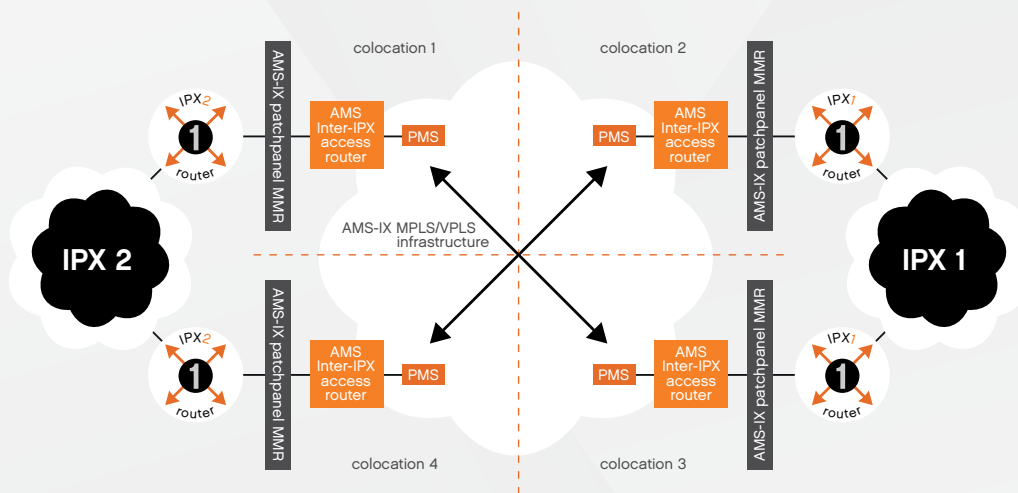 colocation 1
colocation 2
AMS-IX patchpanel MMR
AMS-IX patchpanel MMR
IPX2
1
router
AMS
Inter-IPX
access
router
PMS
PMS
AMS
Inter-IPX
access
router
IPX1
1
router
AMS-IX MPLS/VPLS
infrastructure
IPX 2
IPX 1
AMS-IX patchpanel MMR
AMS-IX patchpanel MMR
IPX2
1
router
AMS
Inter-IPX
access
router
PMS
PMS
AMS
Inter-IPX
access
router
IPX1
1
router
colocation 4
colocation 3